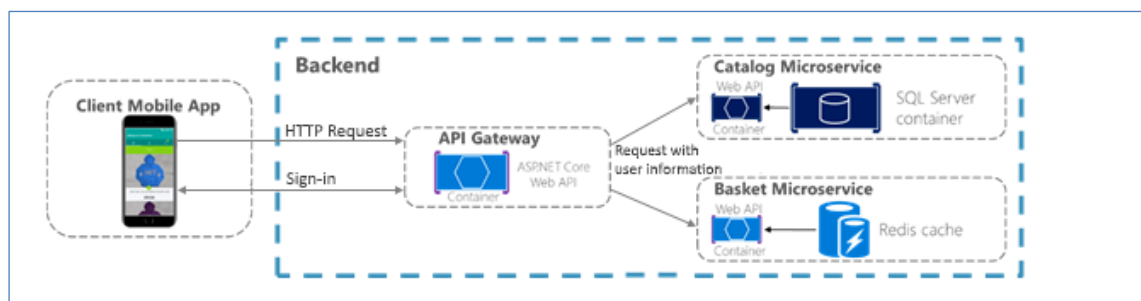 Backend
Client Mobile App
HTTP Request
Sign-in
API Gateway
ASP.NET Core
Web API
Container
Request with
user information
Catalog Microservice
Web API
Container
SQL Server
container
Basket Microservice
Web API
Container
Redis cache